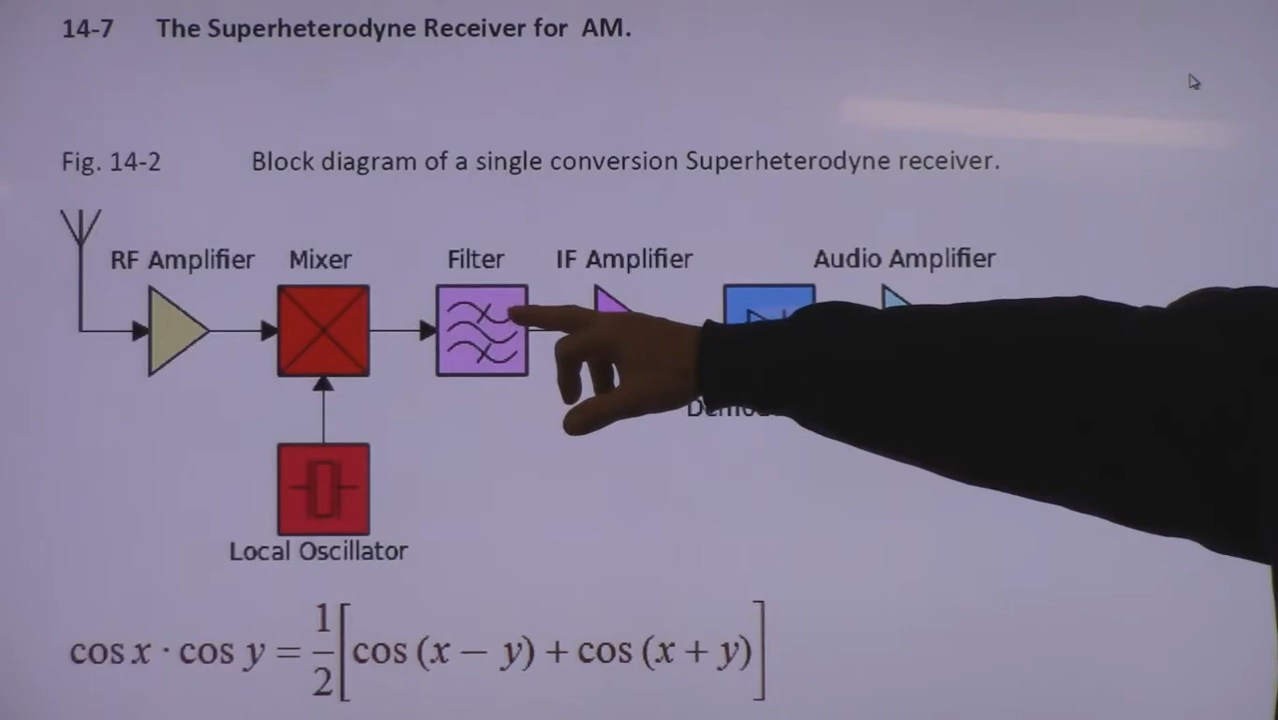 14-7 The Superheterodyne Receiver for AM.
Fig. 14-2 Block diagram of a single conversion Superheterodyne receiver.
RF Amplifier Mixer Filter IF Amplifier Audio Amplifier
Local Oscillator
cos x · cos y = 1/2 [cos (x − y) + cos (x + y)]